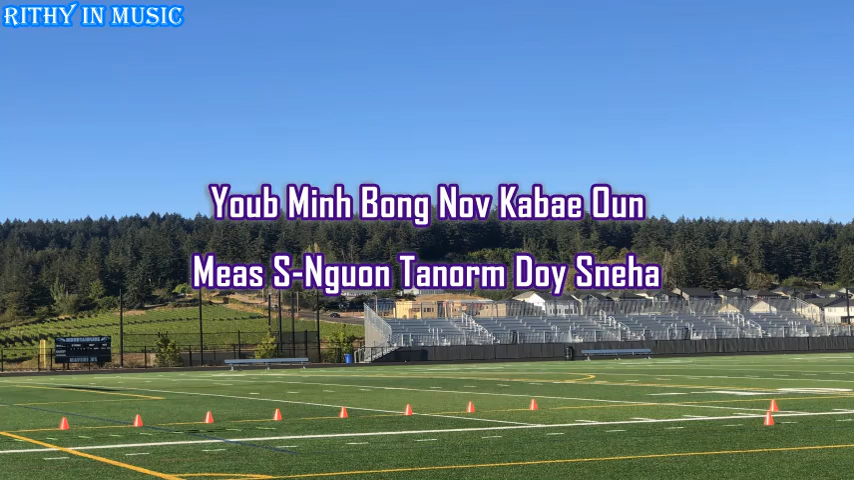 RITHY IN MUSIC
Youb Minh Bong Nov Kabae Oun
Meas S-Nguon Tanorm Doy Sneha